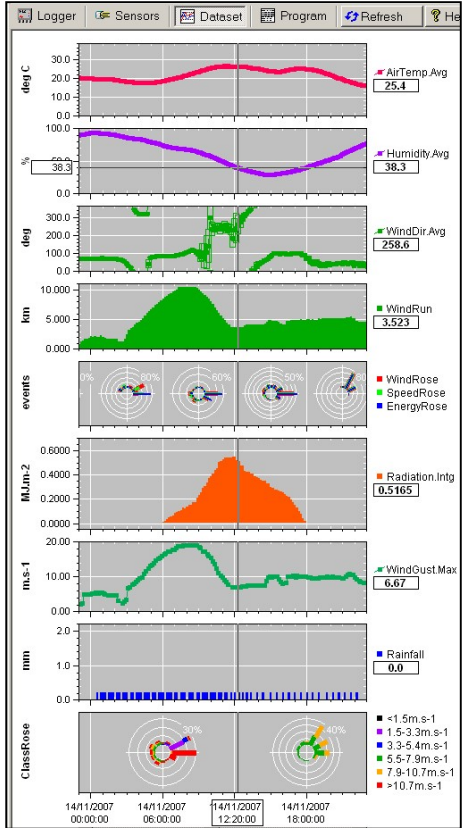 Logger Sensors Dataset Program Refresh ? He
deg C
30.0
20.0
10.0
0.0
AirTemp.Avg
25.4
%
100.0
38.3
0.0
Humidity.Avg
38.3
deg
300.0
200.0
100.0
0.0
WindDir.Avg
258.6
km
10.000
5.000
0.000
WindRun
3.523
events
80%
60%
50%
WindRose
SpeedRose
EnergyRose
MJ.m-2
0.6000
0.4000
0.2000
0.0000
Radiation.Intg
0.5165
m.s-1
20.00
10.00
0.00
WindGust.Max
6.67
mm
2.0
1.0
0.0
Rainfall
0.0
ClassRose
30%
40%
<1.5m.s-1
1.5-3.3m.s-1
3.3-5.4m.s-1
5.5-7.9m.s-1
7.9-10.7m.s-1
>10.7m.s-1
14/11/2007 14/11/2007 14/11/2007 14/11/2007
00:00:00 06:00:00 12:20:00 18:00:00